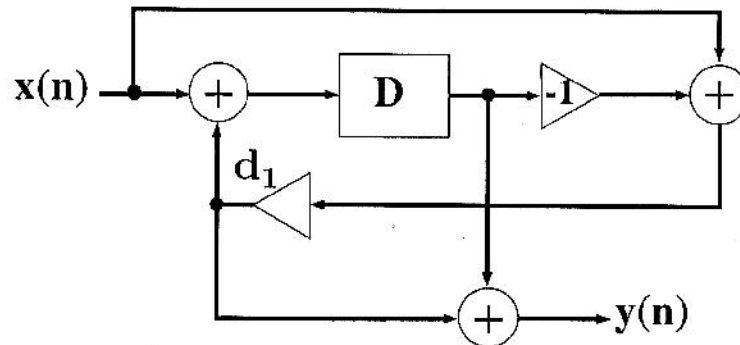 x(n)
+
D
-1
+
d1
+
y(n)